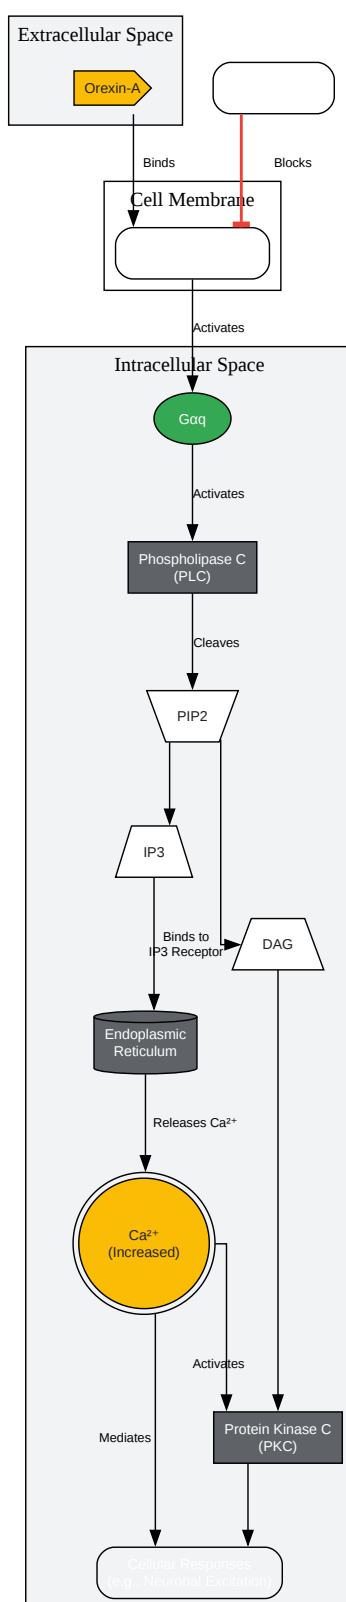 Extracellular Space
Orexin-A
Binds
Blocks
Cell Membrane
Activates
Intracellular Space
Gαq
Activates
Phospholipase C
(PLC)
Cleaves
PIP2
IP3
Binds to
IP3 Receptor
DAG
Endoplasmic
Reticulum
Releases Ca²⁺
Ca²⁺
(Increased)
Activates
Protein Kinase C
(PKC)
Mediates
Cellular Responses
(e.g., Neuronal Excitation)